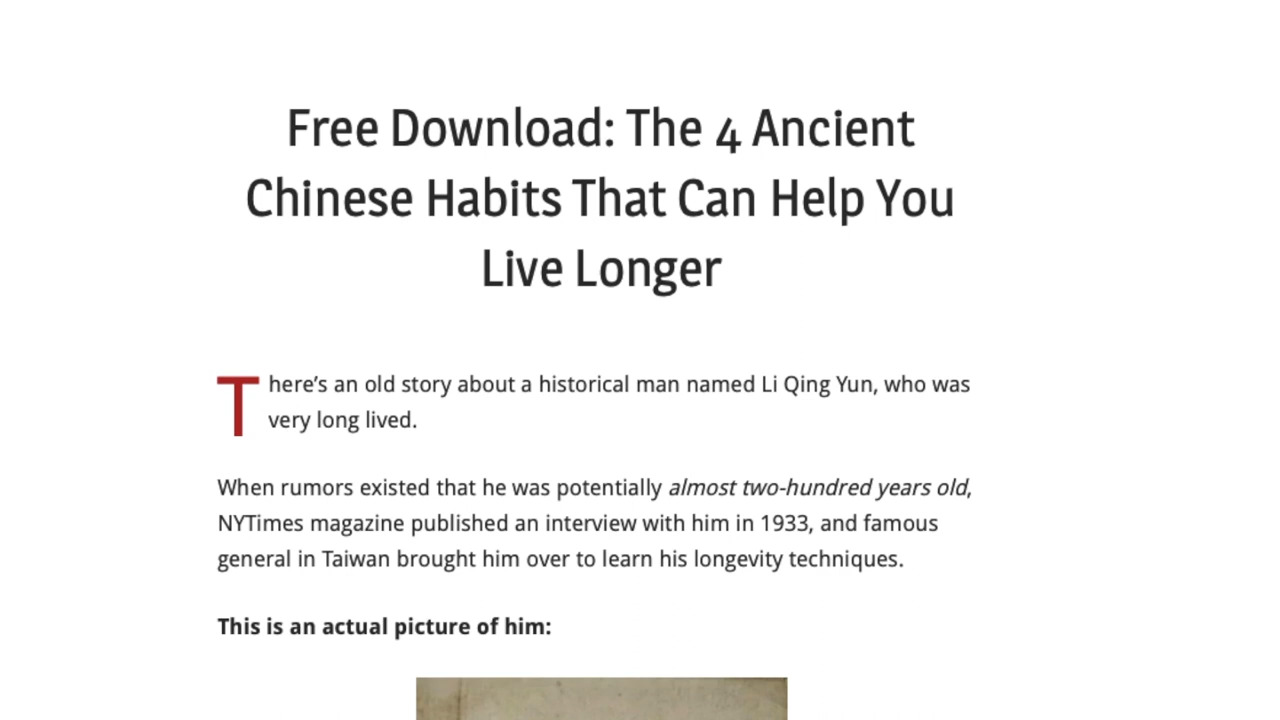 Free Download: The 4 Ancient
Chinese Habits That Can Help You
Live Longer
There’s an old story about a historical man named Li Qing Yun, who was
very long lived.
When rumors existed that he was potentially almost two-hundred years old,
NYTimes magazine published an interview with him in 1933, and famous
general in Taiwan brought him over to learn his longevity techniques.
This is an actual picture of him: